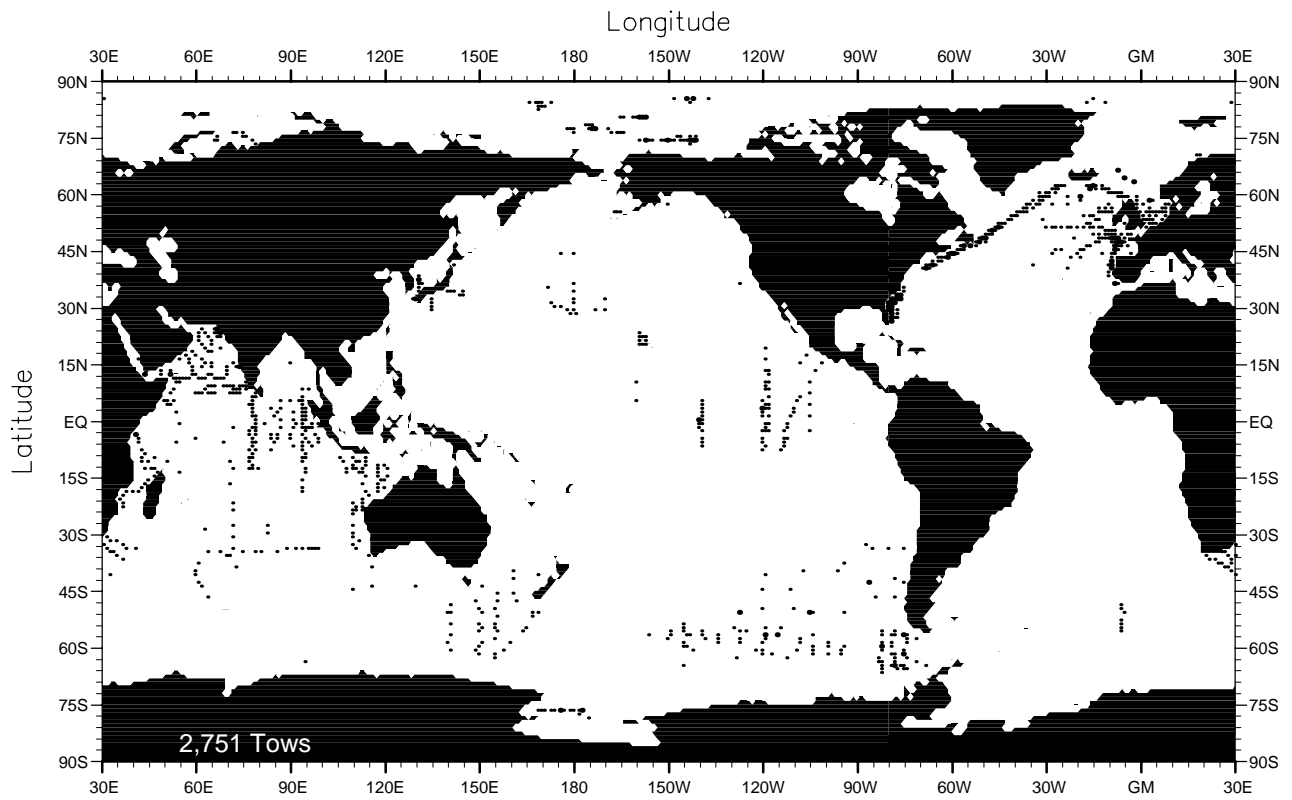 Longitude
30E 60E 90E 120E 150E 180 150W 120W 90W 60W 30W GM 30E
90N 90N
75N 75N
60N 60N
45N 45N
30N 30N
15N 15N
Latitude
EQ EQ
15S 15S
30S 30S
45S 45S
60S 60S
75S 75S
2,751 Tows
90S 90S
30E 60E 90E 120E 150E 180 150W 120W 90W 60W 30W GM 30E